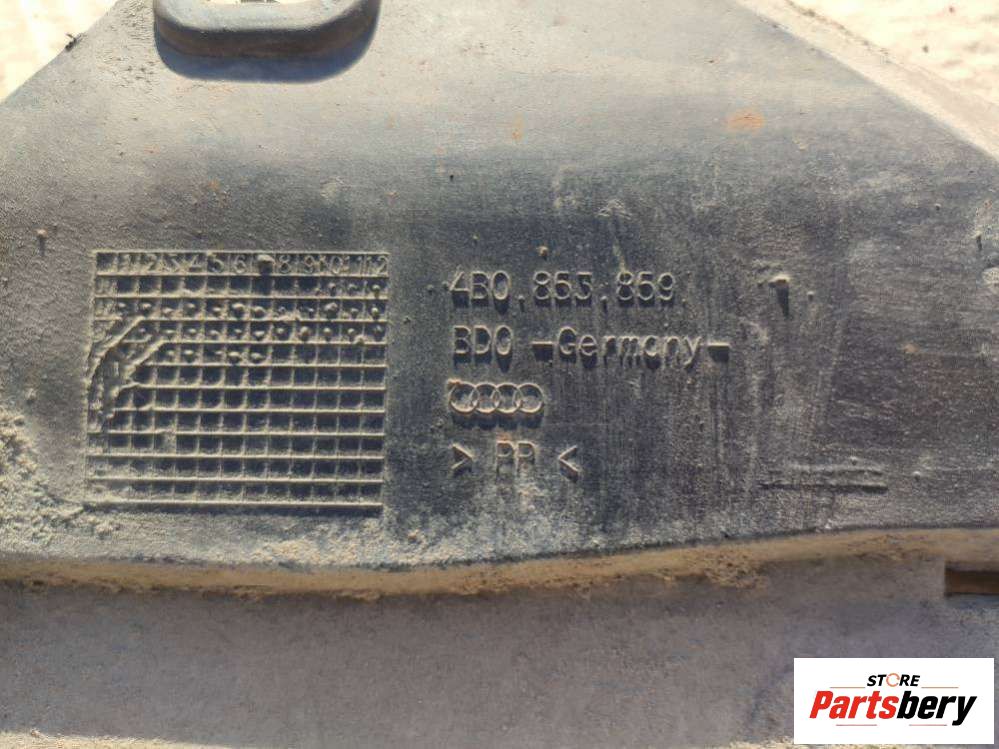 1 2 3 4 5 6 7 8 9 10 11 12
4B0.853.859.
BDO -Germany-
> PP <
STORE
Partsbery